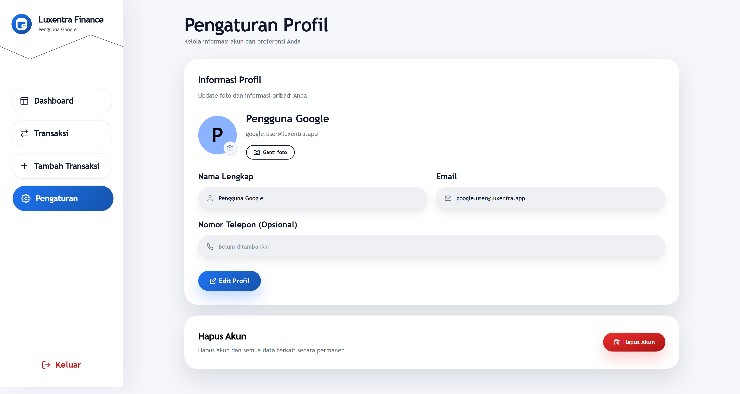 Luxentra Finance
Pengguna Google
Dashboard
Transaksi
Tambah Transaksi
Pengaturan
Keluar
Pengaturan Profil
Kelola informasi akun dan preferensi Anda
Informasi Profil
Update foto dan informasi pribadi Anda
P
Pengguna Google
google.user@luxentra.app
Ganti foto
Nama Lengkap
Email
Pengguna Google
google.user@luxentra.app
Nomor Telepon (Opsional)
Belum ditambahkan
Edit Profil
Hapus Akun
Hapus akun dan semua data terkait secara permanen
Hapus Akun